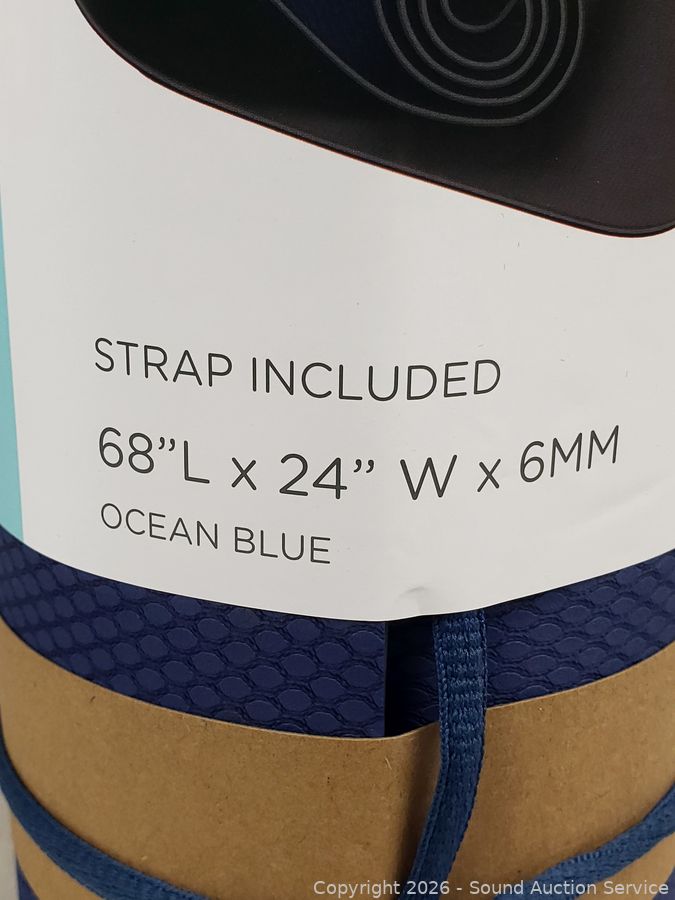 STRAP INCLUDED
68”L x 24” W x 6MM
OCEAN BLUE
Copyright 2026 - Sound Auction Service